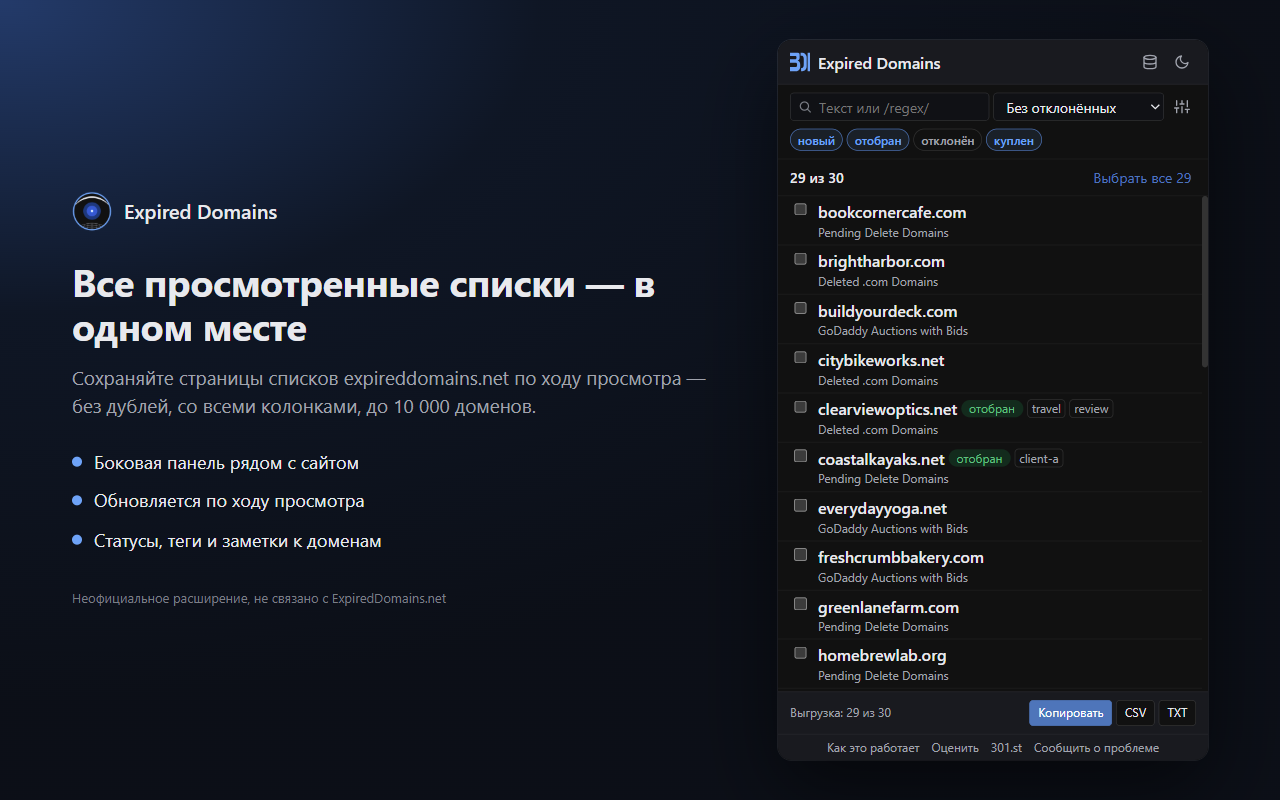 Expired Domains
Все просмотренные списки — в
одном месте
Сохраняйте страницы списков expireddomains.net по ходу просмотра —
без дублей, со всеми колонками, до 10 000 доменов.
Боковая панель рядом с сайтом
Обновляется по ходу просмотра
Статусы, теги и заметки к доменам
Неофициальное расширение, не связано с ExpiredDomains.net
301 Expired Domains
Текст или /regex/ Без отклонённых
новый отобран отклонён куплен
29 из 30 Выбрать все 29
bookcornercafe.com
Pending Delete Domains
brightharbor.com
Deleted .com Domains
buildyourdeck.com
GoDaddy Auctions with Bids
citybikeworks.net
Deleted .com Domains
clearviewoptics.net отобран travel review
Deleted .com Domains
coastalkayaks.net отобран client-a
Pending Delete Domains
everydayyoga.net
GoDaddy Auctions with Bids
freshcrumbbakery.com
GoDaddy Auctions with Bids
greenlanefarm.com
Pending Delete Domains
homebrewlab.org
Pending Delete Domains
Выгрузка: 29 из 30 Копировать CSV TXT
Как это работает Оценить 301.st Сообщить о проблеме